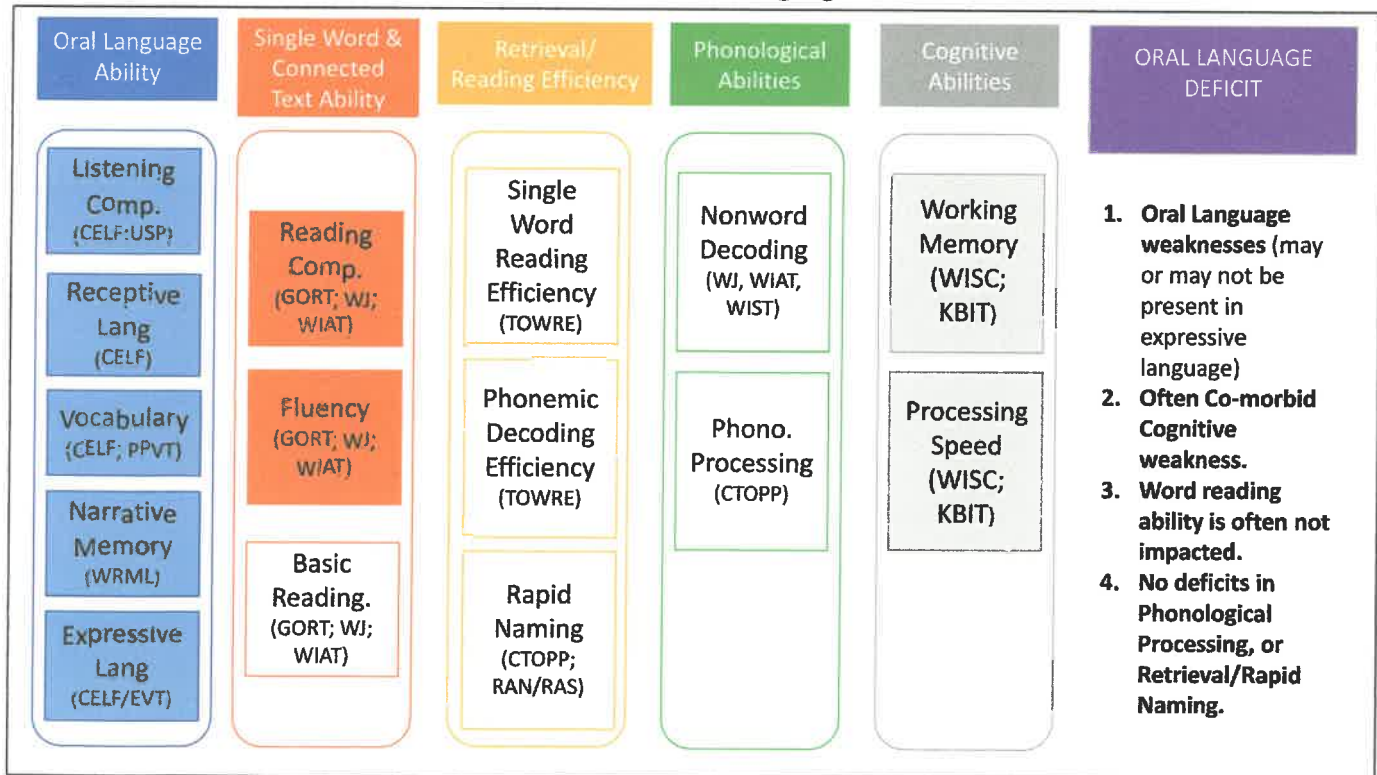 Oral Language
Ability
Listening
Comp.
(CELF:USP)
Receptive
Lang
(CELF)
Vocabulary
(CELF; PPVT)
Narrative
Memory
(WRML)
Expressive
Lang
(CELF/EVT)
Single Word &
Connected
Text Ability
Reading
Comp.
(GORT; WJ;
WIAT)
Fluency
(GORT; WJ;
WIAT)
Basic
Reading.
(GORT; WJ;
WIAT)
Retrieval/
Reading Efficiency
Single
Word
Reading
Efficiency
(TOWRE)
Phonemic
Decoding
Efficiency
(TOWRE)
Rapid
Naming
(CTOPP;
RAN/RAS)
Phonological
Abilities
Nonword
Decoding
(WJ, WIAT,
WIST)
Phono.
Processing
(CTOPP)
Cognitive
Abilities
Working
Memory
(WISC;
KBIT)
Processing
Speed
(WISC;
KBIT)
ORAL LANGUAGE
DEFICIT
1. Oral Language
weaknesses (may
or may not be
present in
expressive
language)
2. Often Co-morbid
Cognitive
weakness.
3. Word reading
ability is often not
impacted.
4. No deficits in
Phonological
Processing, or
Retrieval/Rapid
Naming.